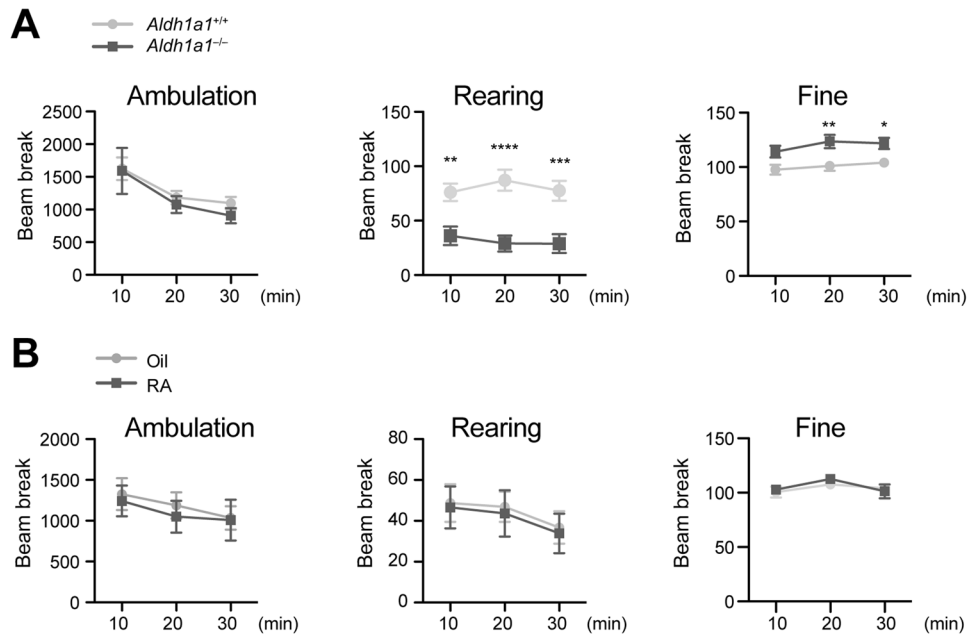 A
Aldh1a1+/+
Aldh1a1–/–
Ambulation
Beam break
2500
2000
1500
1000
500
0
10 20 30 (min)
Rearing
Beam break
150
100
50
0
** **** ***
10 20 30 (min)
Fine
Beam break
150
100
50
0
** *
10 20 30 (min)
B
Oil
RA
Ambulation
Beam break
2000
1500
1000
500
0
10 20 30 (min)
Rearing
Beam break
80
60
40
20
0
10 20 30 (min)
Fine
Beam break
150
100
50
0
10 20 30 (min)